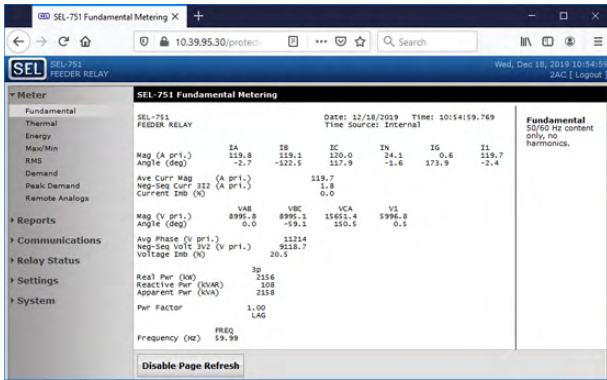 SEL-751 Fundamental Metering
10.39.95.30/protect
Search
SEL
SEL-751
FEEDER RELAY
Wed, Dec 18, 2019 10:54:59
2AC [ Logout ]
Meter
Fundamental
Thermal
Energy
Max/Min
RMS
Demand
Peak Demand
Remote Analogs
Reports
Communications
Relay Status
Settings
System
SEL-751 Fundamental Metering
SEL-751 Date: 12/18/2019 Time: 10:54:59.769
FEEDER RELAY Time Source: Internal
IA IB IC IN IG I1
Mag (A pri.) 119.8 119.1 120.0 24.1 0.6 119.7
Angle (deg) -2.7 -122.5 117.9 -1.6 173.9 -2.4
Ave Curr Mag (A pri.) 119.7
Neg-Seq Curr 3I2 (A pri.) 1.8
Current Imb (%) 0.0
VAB VBC VCA V1
Mag (V pri.) 8995.8 8995.1 15651.4 5996.8
Angle (deg) 0.0 -59.1 150.5 0.5
Avg Phase (V pri.) 11214
Neg-Seq Volt 3V2 (V pri.) 9118.7
Voltage Imb (%) 20.5
3p
Real Pwr (kW) 2156
Reactive Pwr (kVAR) 108
Apparent Pwr (kVA) 2158
Pwr Factor 1.00
LAG
FREQ
Frequency (Hz) 59.99
Fundamental
50/60 Hz content
only, no
harmonics.
Disable Page Refresh